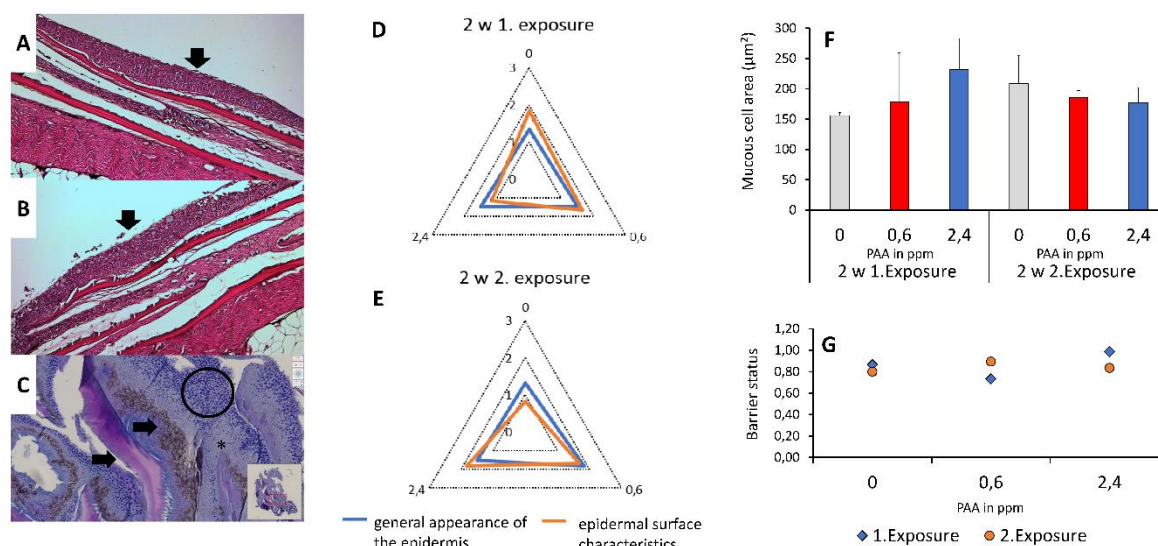 A
B
C
*
D
2 w 1. exposure
0
3
2
1
0
2,4
0,6
E
2 w 2. exposure
0
3
2
1
0
2,4
0,6
general appearance of
the epidermis
epidermal surface
characteristics
F
Mucous cell area (µm²)
300
250
200
150
100
50
0
0 0,6 2,4 0 0,6 2,4
PAA in ppm PAA in ppm
2 w 1.Exposure 2 w 2.Exposure
G
Barrier status
1,20
1,00
0,80
0,60
0,40
0,20
0,00
0 0,6 2,4
PAA in ppm
1.Exposure 2.Exposure